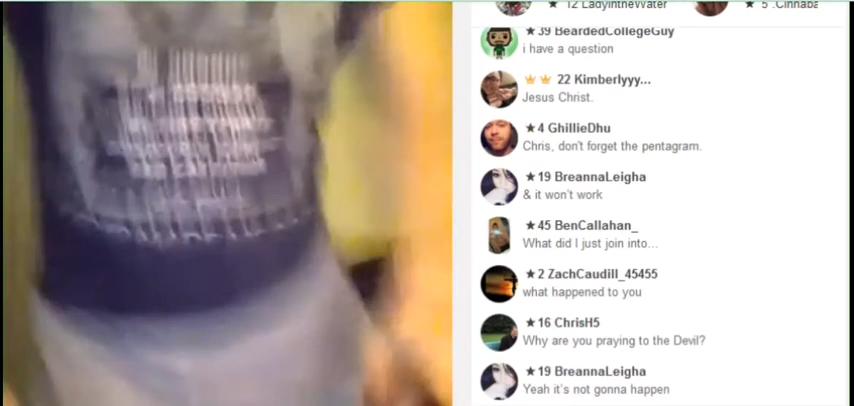 ★ 12 LadyintheWater
★ 5 .Cinnaba
★ 39 BeardedCollegeGuy
i have a question
22 Kimberlyyy...
Jesus Christ.
★ 4 GhillieDhu
Chris, don't forget the pentagram.
★ 19 BreannaLeigha
& it won't work
★ 45 BenCallahan_
What did I just join into...
★ 2 ZachCaudill_45455
what happened to you
★ 16 ChrisH5
Why are you praying to the Devil?
★ 19 BreannaLeigha
Yeah it's not gonna happen